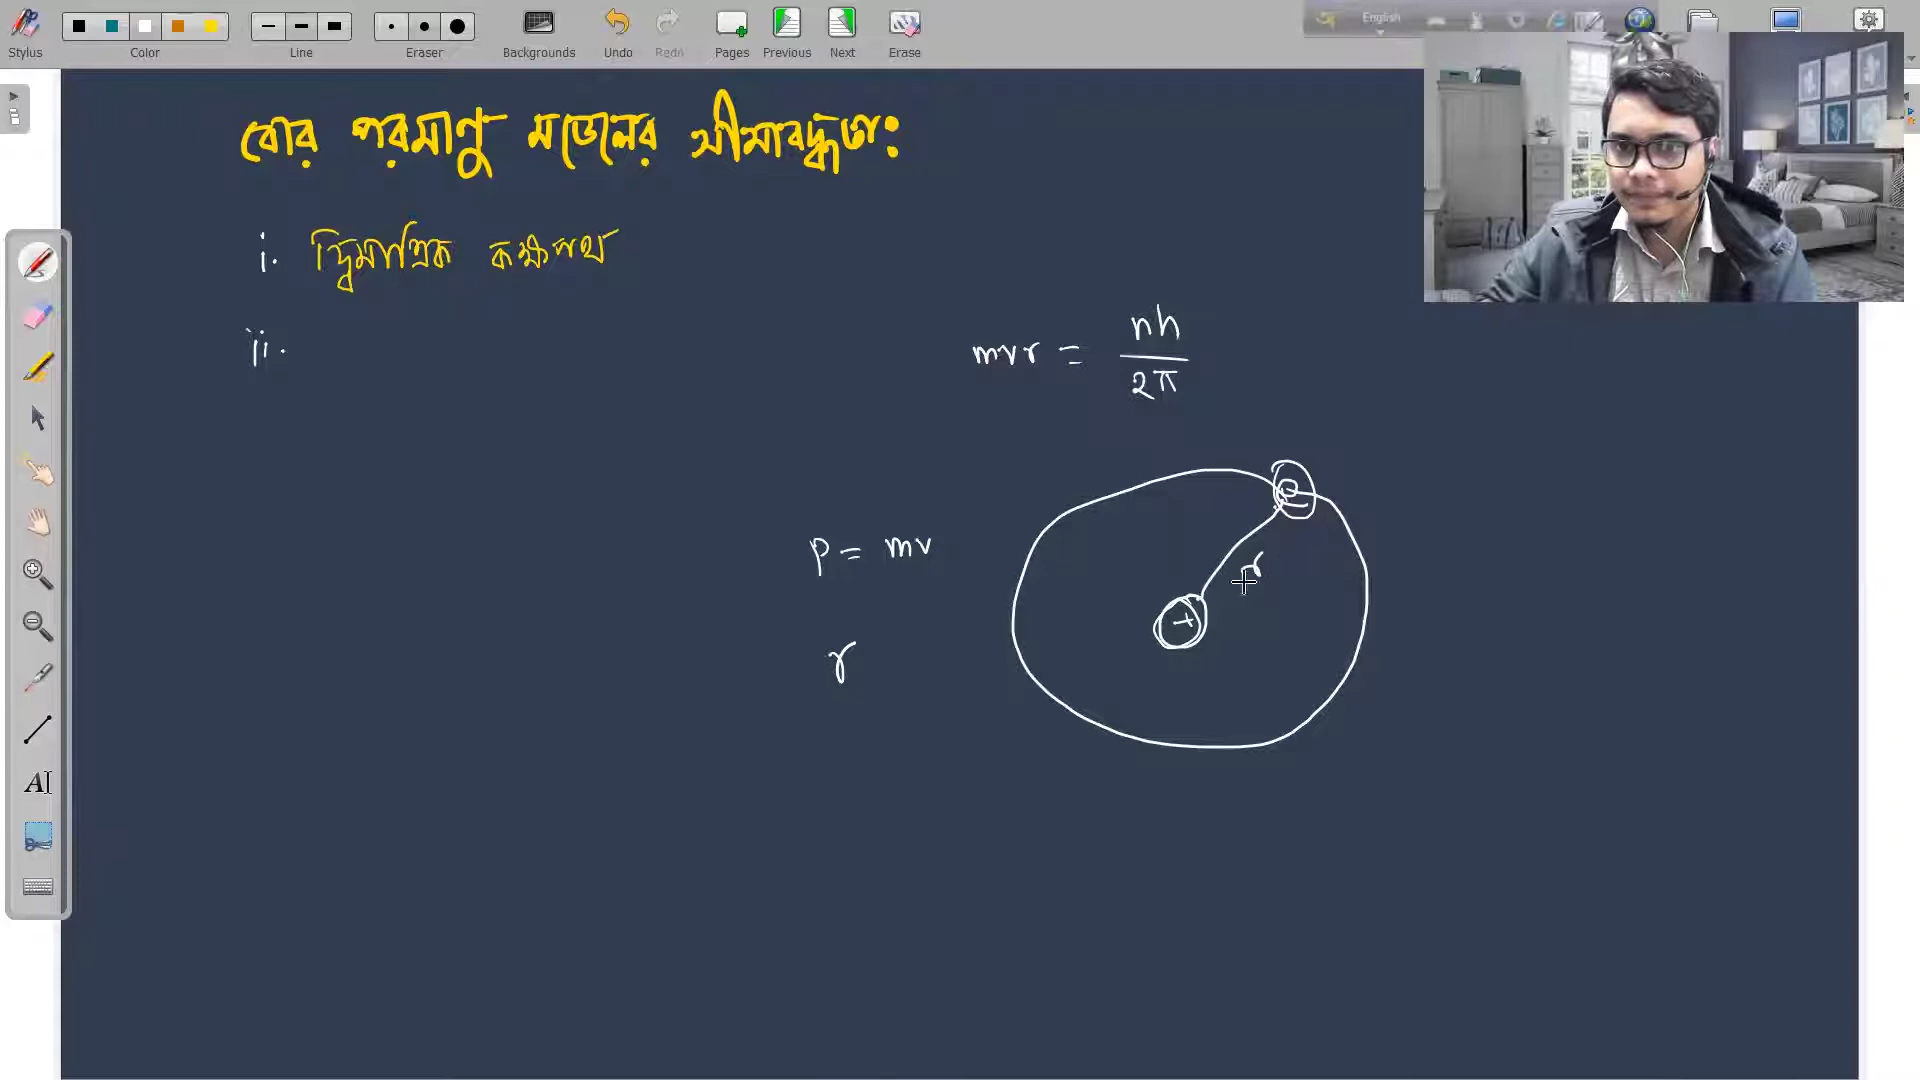 Stylus
Color
Line
Eraser
Backgrounds
Undo
Redo
Pages
Previous
Next
Erase
English
বোর পরমাণু মডেলের সীমাবদ্ধতা:
i. দ্বিমাত্রিক কক্ষপথ
ii.
mvr = nh
2π
p = mv
r
r
+
AI